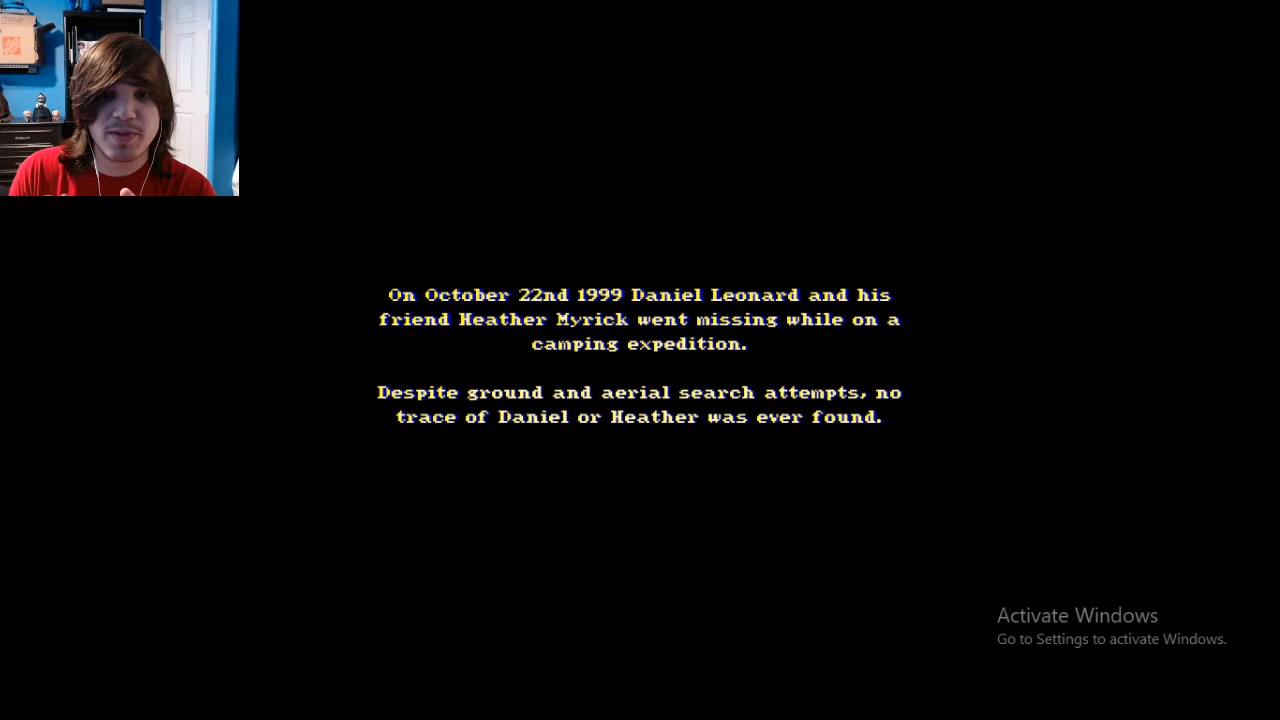 On October 22nd 1999 Daniel Leonard and his
friend Heather Myrick went missing while on a
camping expedition.
Despite ground and aerial search attempts, no
trace of Daniel or Heather was ever found.
Activate Windows
Go to Settings to activate Windows.